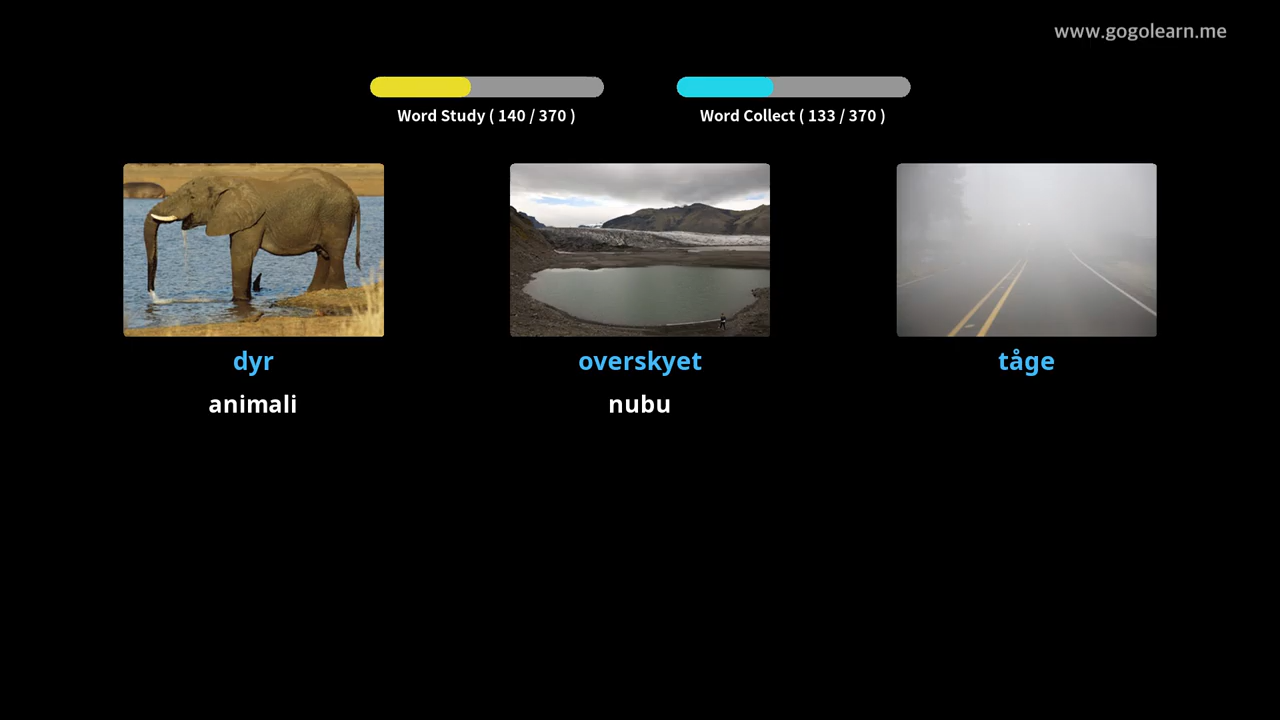 www.gogolearn.me
Word Study ( 140 / 370 )
Word Collect ( 133 / 370 )
dyr
overskyet
tåge
animali
nubu